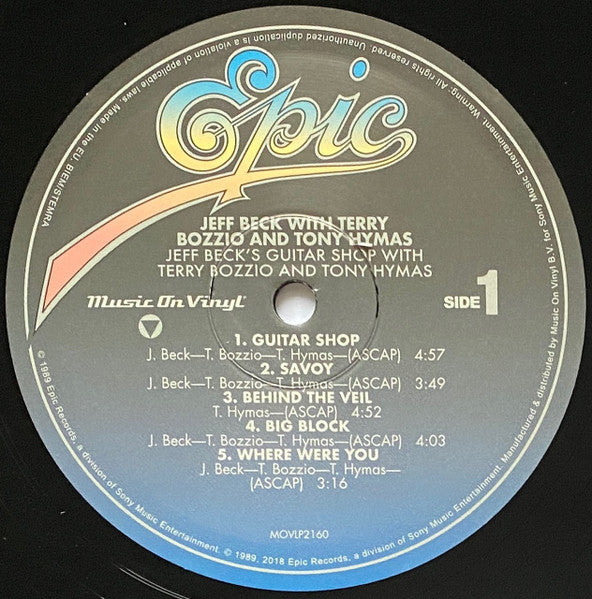 Epic
JEFF BECK WITH TERRY
BOZZIO AND TONY HYMAS
JEFF BECK'S GUITAR SHOP WITH
TERRY BOZZIO AND TONY HYMAS
Music On Vinyl
SIDE 1
1. GUITAR SHOP
J. Beck—T. Bozzio—T. Hymas—(ASCAP) 4:57
2. SAVOY
J. Beck—T. Bozzio—T. Hymas—(ASCAP) 3:49
3. BEHIND THE VEIL
T. Hymas—(ASCAP) 4:52
4. BIG BLOCK
J. Beck—T. Bozzio—T. Hymas—(ASCAP) 4:03
5. WHERE WERE YOU
J. Beck—T. Bozzio—T. Hymas—
(ASCAP) 3:16
MOVLP2160
℗ 1989 Epic Records, a division of Sony Music Entertainment. © 1989, 2018 Epic Records, a division of Sony Music Entertainment. Manufactured & distributed by Music On Vinyl B.V. for Sony Music Entertainment. Warning: All rights reserved. Unauthorized duplication is a violation of applicable laws. Made in the EU. BIEM/STEMRA